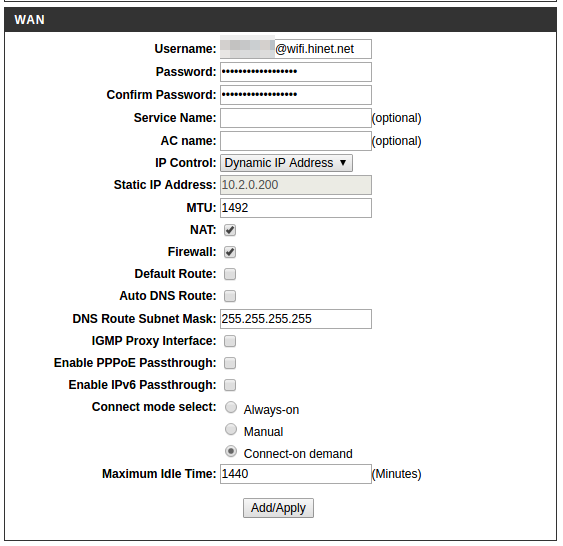 WAN
Username: @wifi.hinet.net
Password: ••••••••••••••••••
Confirm Password: ••••••••••••••••••
Service Name: (optional)
AC name: (optional)
IP Control: Dynamic IP Address ▼
Static IP Address: 10.2.0.200
MTU: 1492
NAT:
Firewall:
Default Route:
Auto DNS Route:
DNS Route Subnet Mask: 255.255.255.255
IGMP Proxy Interface:
Enable PPPoE Passthrough:
Enable IPv6 Passthrough:
Connect mode select: Always-on
Manual
Connect-on demand
Maximum Idle Time: 1440 (Minutes)
Add/Apply